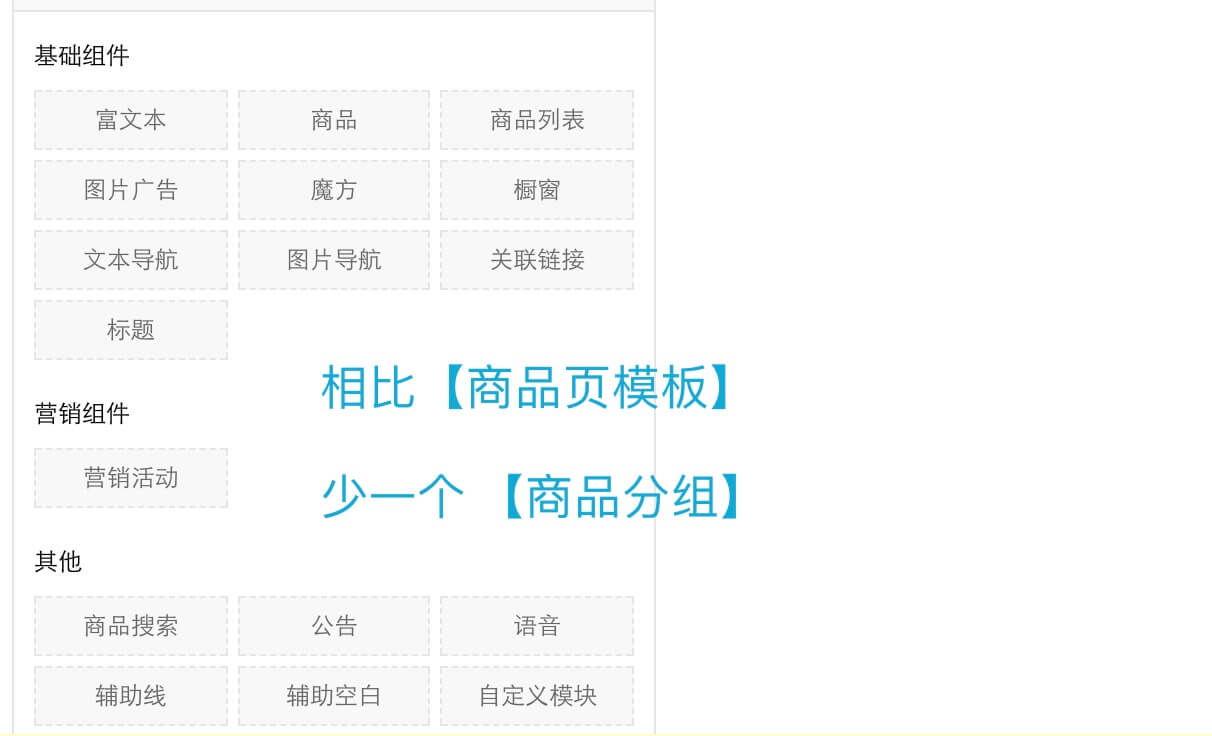 基础组件
富文本 商品 商品列表
图片广告 魔方 橱窗
文本导航 图片导航 关联链接
标题
相比【商品页模板】
营销组件
营销活动
少一个 【商品分组】
其他
商品搜索 公告 语音
辅助线 辅助空白 自定义模块